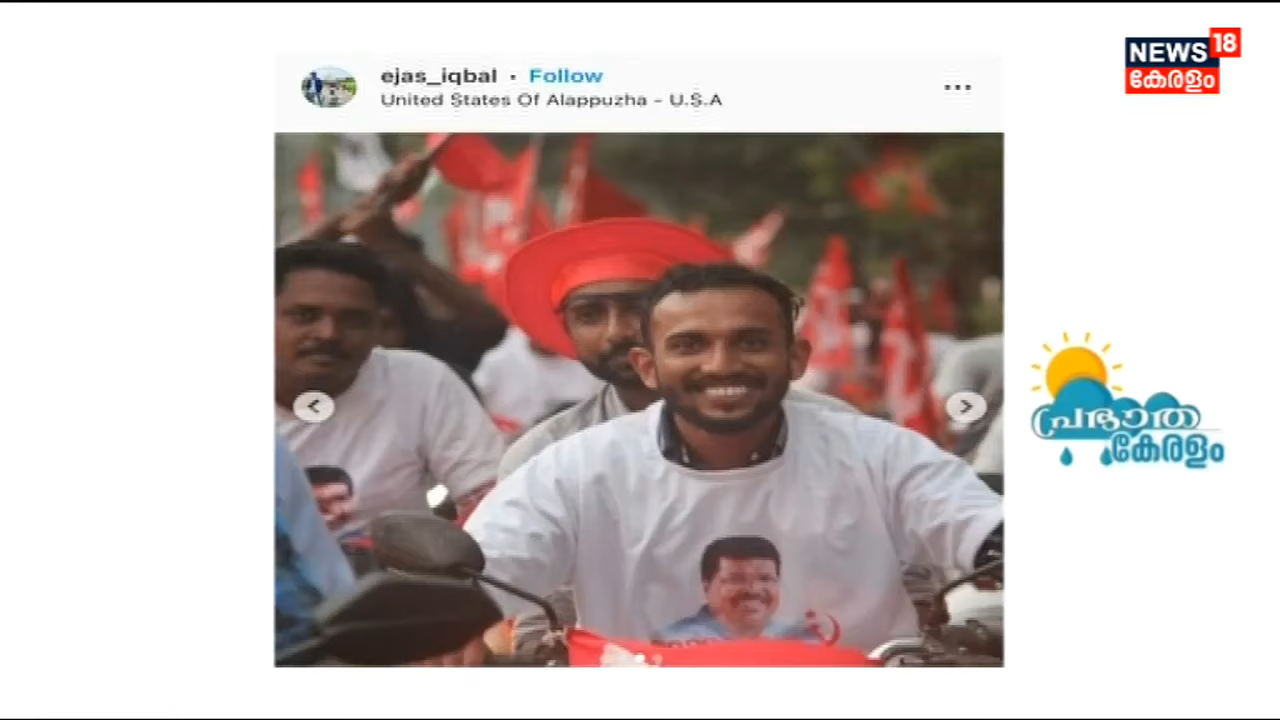 ejas_iqbal • Follow
United States Of Alappuzha - U.S.A
NEWS 18
കേരളം
പ്രഭാത
കേരളം